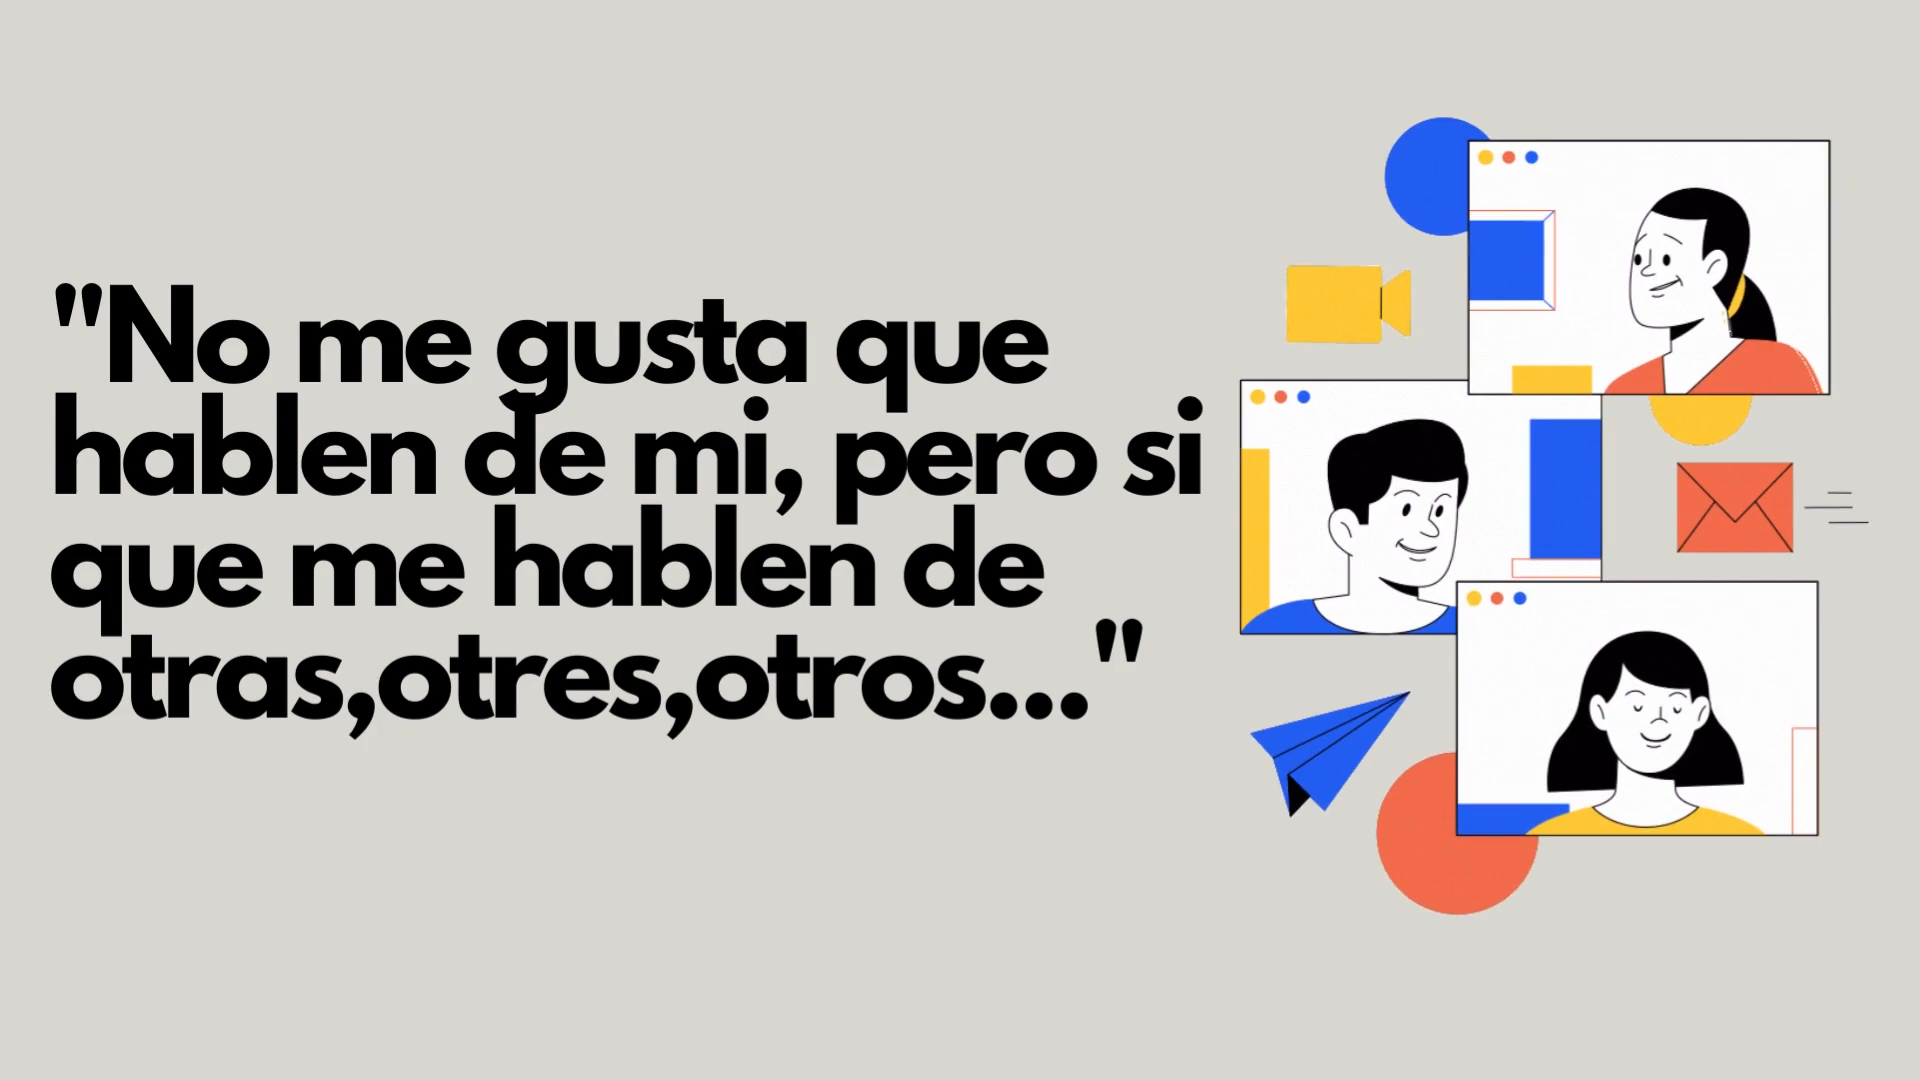 "No me gusta que
hablen de mi, pero si
que me hablen de
otras,otres,otros..."